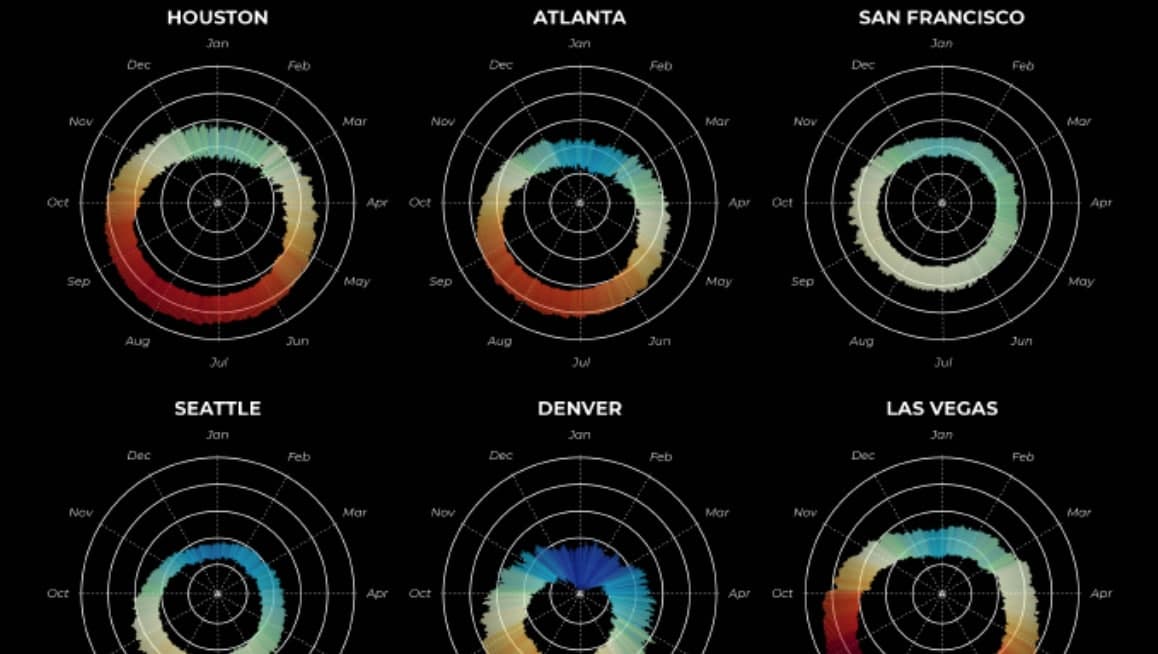 HOUSTON ATLANTA SAN FRANCISCO
Jan Jan Jan
Dec Feb Dec Feb Dec Feb
Nov Mar Nov Mar Nov Mar
Oct Apr Oct Apr Oct Apr
Sep May Sep May Sep May
Aug Jun Aug Jun Aug Jun
Jul Jul Jul
SEATTLE DENVER LAS VEGAS
Jan Jan Jan
Dec Feb Dec Feb Dec Feb
Nov Mar Nov Mar Nov Mar
Oct Apr Oct Apr Oct Apr